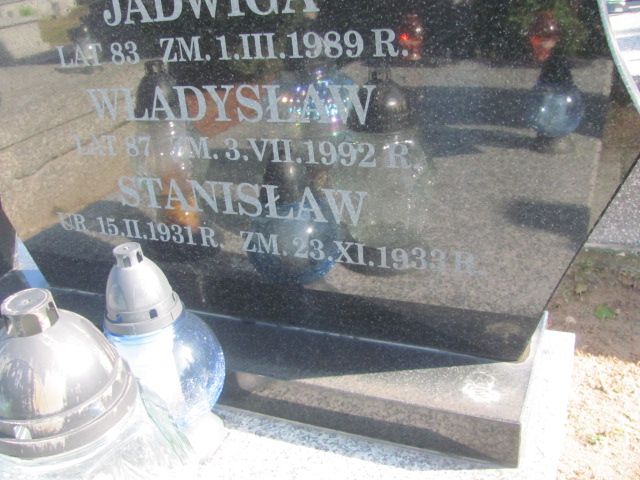 JADWIGA
LAT 83 ZM. 1.III.1989 R.
WŁADYSŁAW
LAT 87 ZM. 3.VII.1992 R.
STANISŁAW
UR 15.II.1931 R. ZM. 23.XI.1933 R.